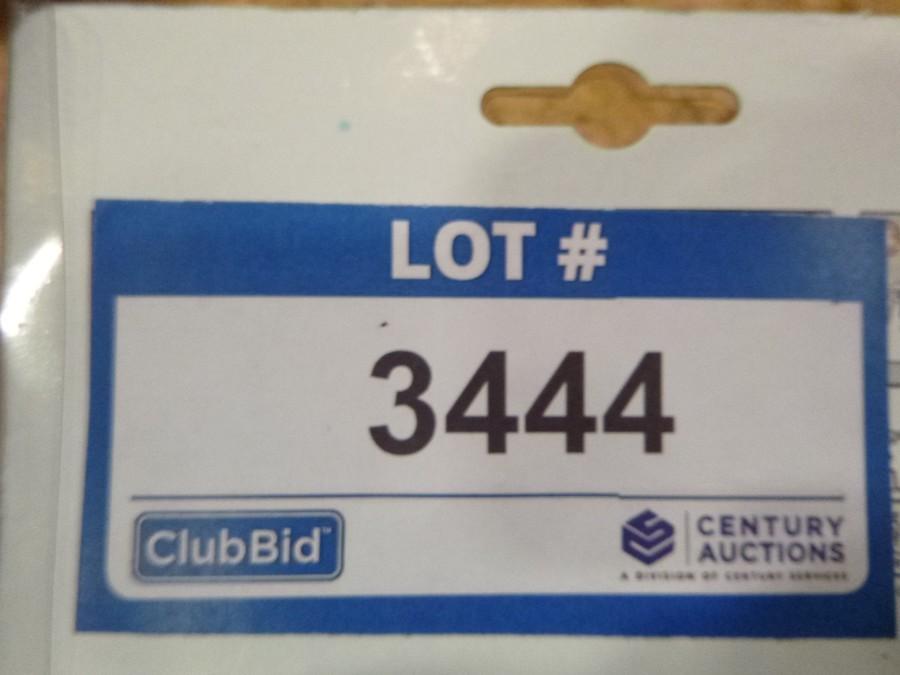 LOT #
3444
ClubBid™
CENTURY
AUCTIONS
A DIVISION OF CENTURY SERVICES